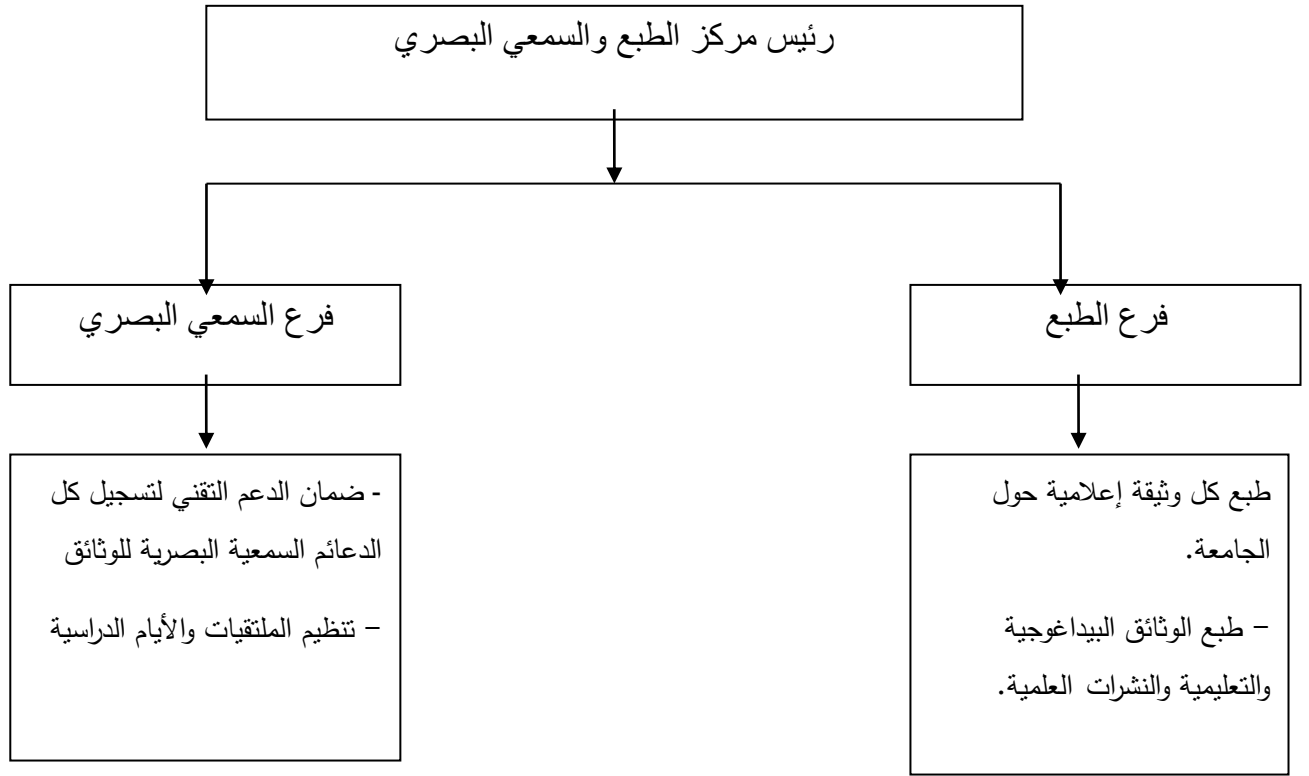 رئيس مركز الطبع والسمعي البصري
فرع الطبع
فرع السمعي البصري
طبع كل وثيقة إعلامية حول
الجامعة.
– طبع الوثائق البيداغوجية
والتعليمية والنشرات العلمية.
- ضمان الدعم التقني لتسجيل كل
الدعائم السمعية البصرية للوثائق
– تنظيم الملتقيات والأيام الدراسية